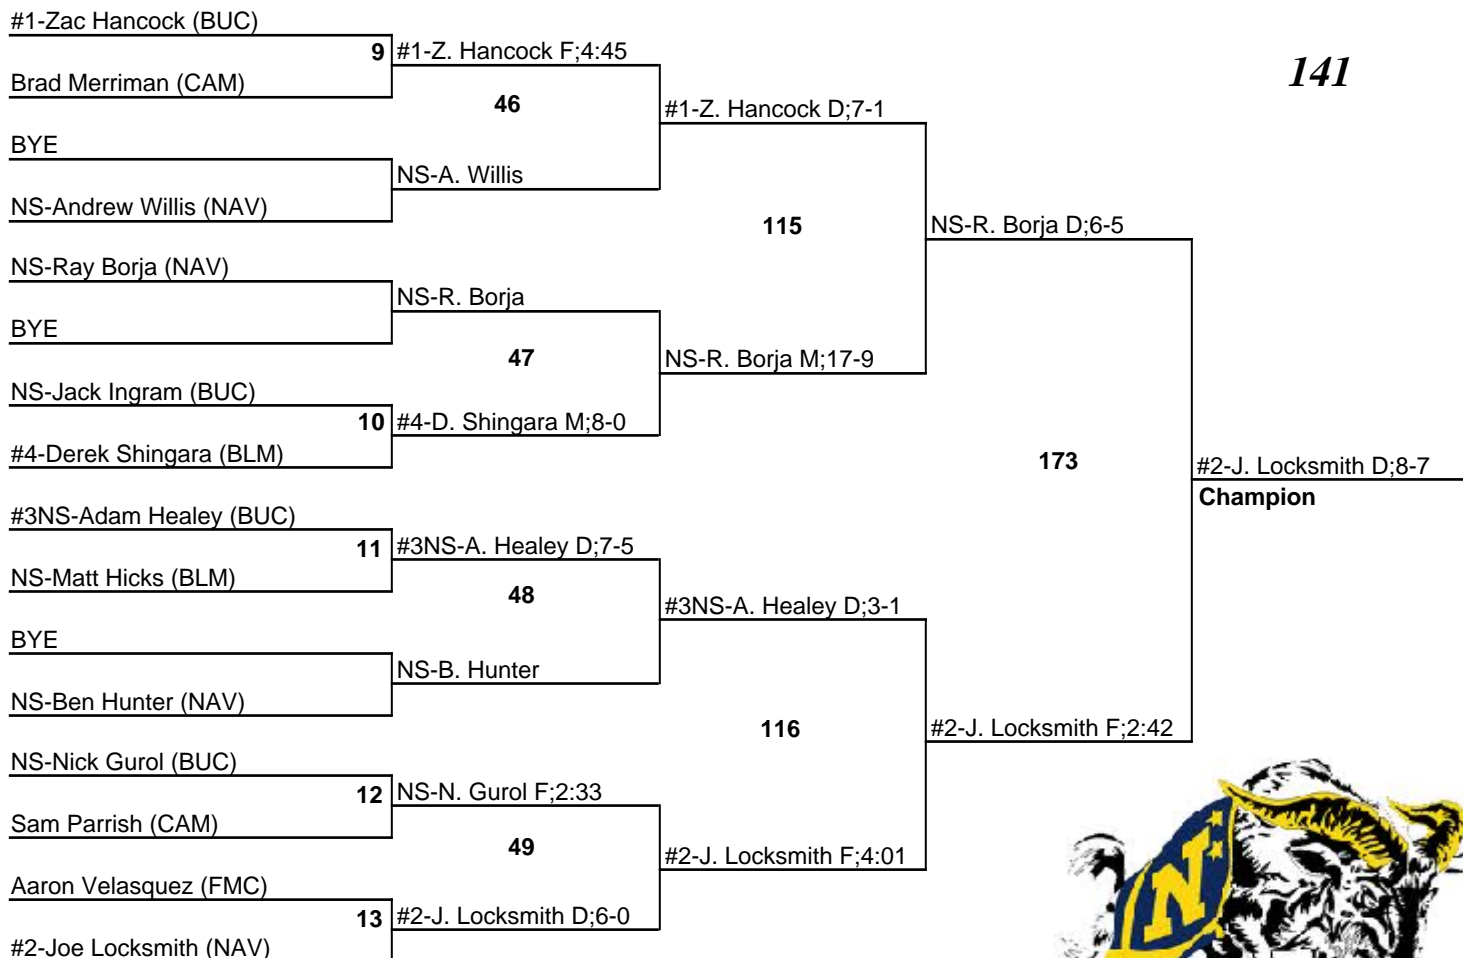 #1-Zac Hancock (BUC)
9 #1-Z. Hancock F;4:45
141
Brad Merriman (CAM)
46
#1-Z. Hancock D;7-1
BYE
NS-A. Willis
NS-Andrew Willis (NAV)
115
NS-R. Borja D;6-5
NS-Ray Borja (NAV)
NS-R. Borja
BYE
47
NS-R. Borja M;17-9
NS-Jack Ingram (BUC)
10 #4-D. Shingara M;8-0
#4-Derek Shingara (BLM)
173
#2-J. Locksmith D;8-7
Champion
#3NS-Adam Healey (BUC)
11 #3NS-A. Healey D;7-5
NS-Matt Hicks (BLM)
48
#3NS-A. Healey D;3-1
BYE
NS-B. Hunter
NS-Ben Hunter (NAV)
116
#2-J. Locksmith F;2:42
NS-Nick Gurol (BUC)
12 NS-N. Gurol F;2:33
Sam Parrish (CAM)
49
#2-J. Locksmith F;4:01
Aaron Velasquez (FMC)
13 #2-J. Locksmith D;6-0
#2-Joe Locksmith (NAV)
N